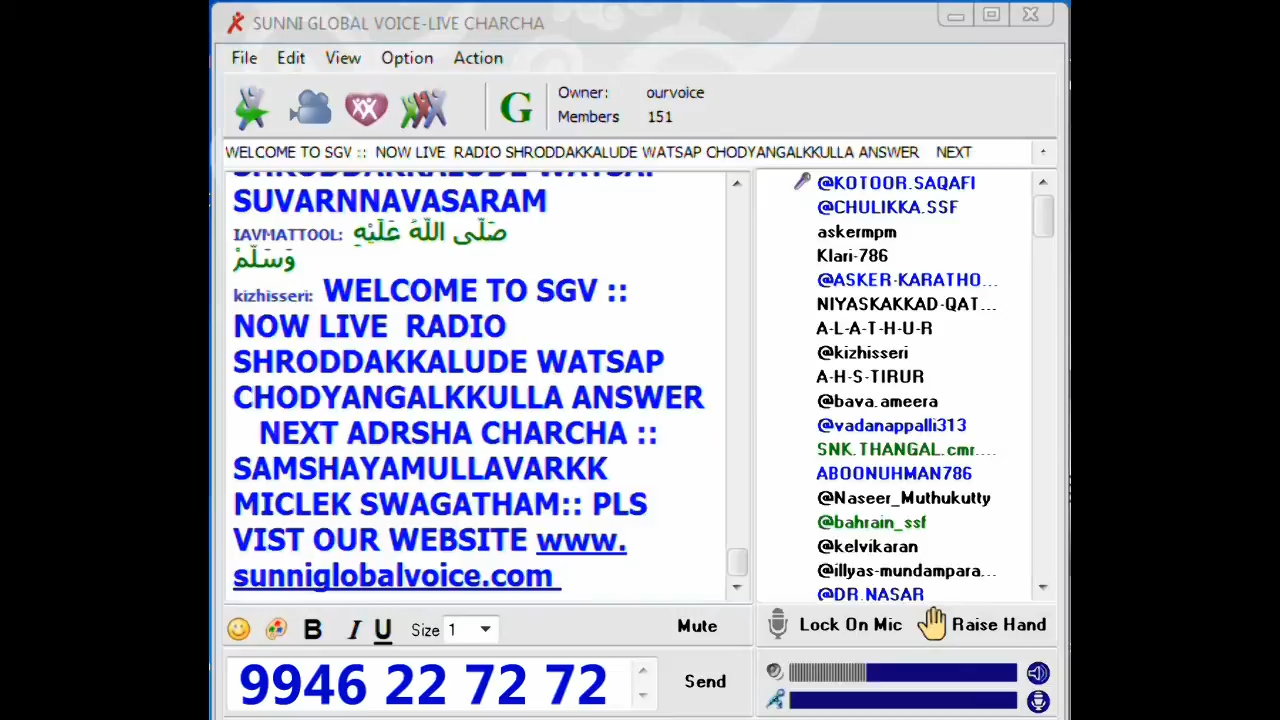 SUNNI GLOBAL VOICE-LIVE CHARCHA
File Edit View Option Action
G
Owner: ourvoice
Members 151
WELCOME TO SGV :: NOW LIVE RADIO SHRODDAKKALUDE WATSAP CHODYANGALKKULLA ANSWER NEXT
SHRODDAKKALUDE WATSAP
SUVARNNAVASARAM
IAVMATTOOL: صَلَّى اللَّهُ عَلَيْهِ
وَسَلَّمْ
kizhisseri: WELCOME TO SGV ::
NOW LIVE RADIO
SHRODDAKKALUDE WATSAP
CHODYANGALKKULLA ANSWER
NEXT ADRSHA CHARCHA ::
SAMSHAYAMULLAVARKK
MICLEK SWAGATHAM:: PLS
VIST OUR WEBSITE www.
sunniglobalvoice.com
@KOTOOR.SAQAFI
@CHULIKKA.SSF
askermpm
Klari-786
@ASKER-KARATHO...
NIYASKAKKAD-QAT...
A-L-A-T-H-U-R
@kizhisseri
A-H-S-TIRUR
@bava.ameera
@vadanappalli313
SNK.THANGAL.cmr....
ABOONUHMAN786
@Naseer_Muthukutty
@bahrain_ssf
@kelvikaran
@illyas-mundampara...
@DR.NASAR
B I U Size 1 Mute
Lock On Mic Raise Hand
9946 22 72 72 Send